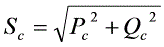 S_c = √(P_c² + Q_c²)